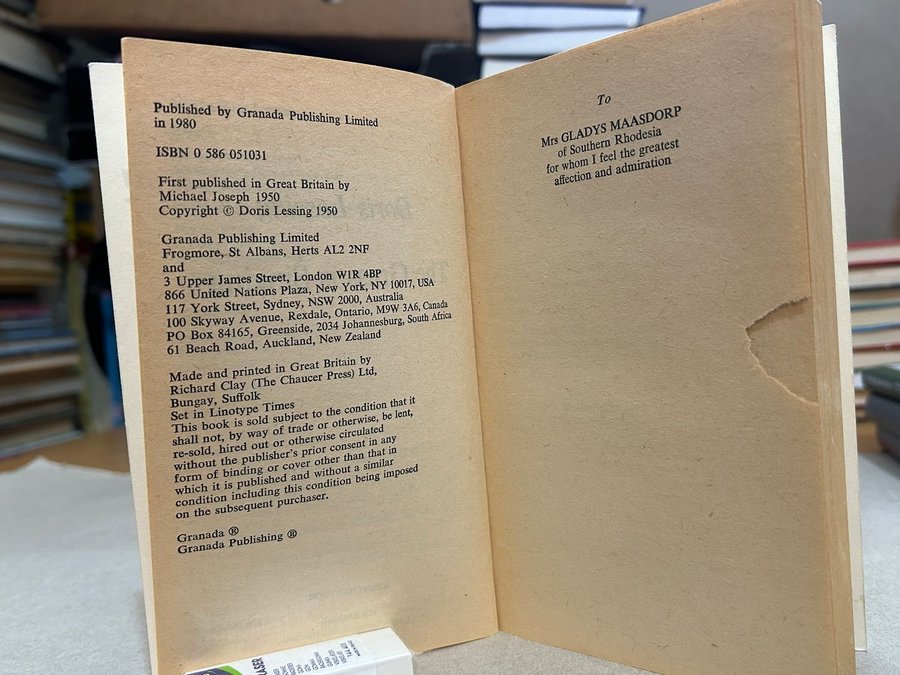 Published by Granada Publishing Limited
in 1980
ISBN 0 586 051031
First published in Great Britain by
Michael Joseph 1950
Copyright © Doris Lessing 1950
Granada Publishing Limited
Frogmore, St Albans, Herts AL2 2NF
and
3 Upper James Street, London W1R 4BP
866 United Nations Plaza, New York, NY 10017, USA
117 York Street, Sydney, NSW 2000, Australia
100 Skyway Avenue, Rexdale, Ontario, M9W 3A6, Canada
PO Box 84165, Greenside, 2034 Johannesburg, South Africa
61 Beach Road, Auckland, New Zealand
Made and printed in Great Britain by
Richard Clay (The Chaucer Press) Ltd,
Bungay, Suffolk
Set in Linotype Times
This book is sold subject to the condition that it
shall not, by way of trade or otherwise, be lent,
re-sold, hired out or otherwise circulated
without the publisher's prior consent in any
form of binding or cover other than that in
which it is published and without a similar
condition including this condition being imposed
on the subsequent purchaser.
Granada ®
Granada Publishing ®
To
Mrs GLADYS MAASDORP
of Southern Rhodesia
for whom I feel the greatest
affection and admiration